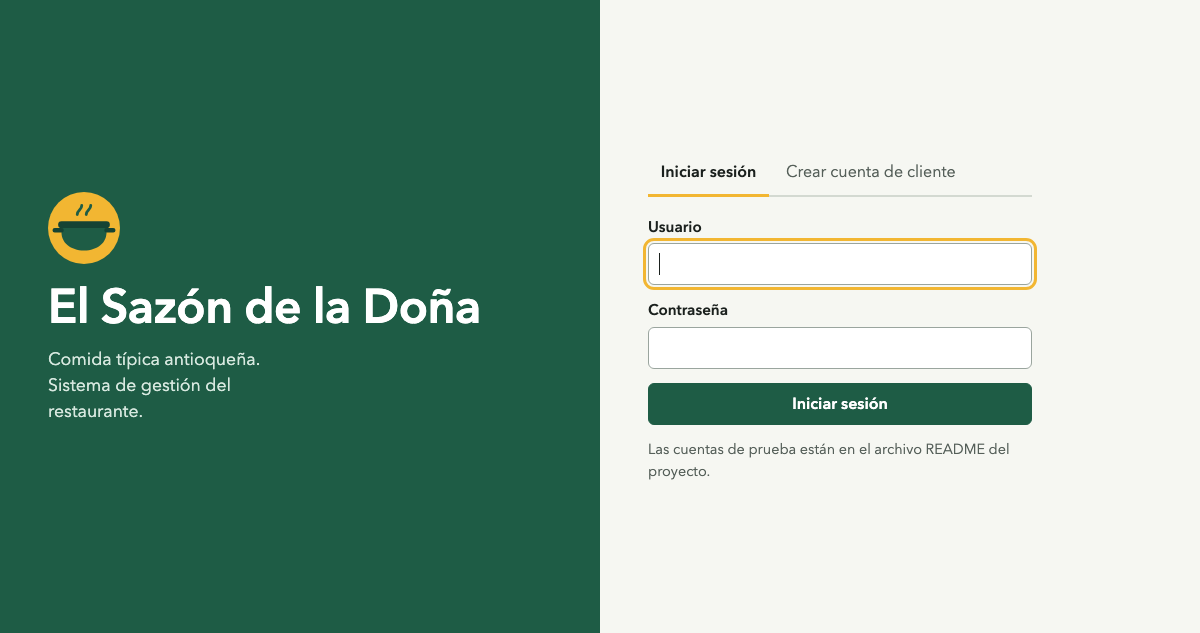 El Sazón de la Doña
Comida típica antioqueña.
Sistema de gestión del
restaurante.
Iniciar sesión
Crear cuenta de cliente
Usuario
Contraseña
Iniciar sesión
Las cuentas de prueba están en el archivo README del
proyecto.